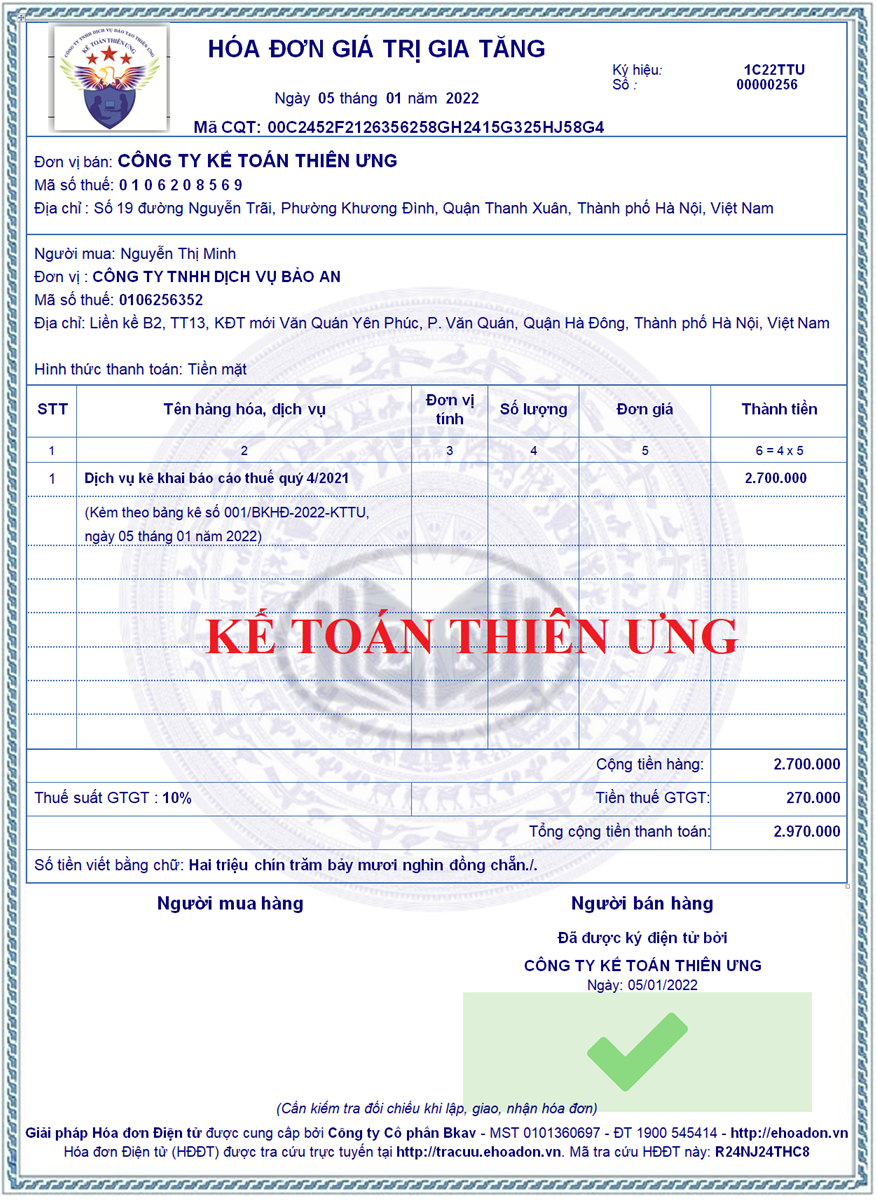 CÔNG TY TNHH DỊCH VỤ ĐÀO TẠO THIÊN ƯNG
KẾ TOÁN THIÊN ƯNG
HÓA ĐƠN GIÁ TRỊ GIA TĂNG
Ký hiệu: 1C22TTU
Số : 00000256
Ngày 05 tháng 01 năm 2022
Mã CQT: 00C2452F2126356258GH2415G325HJ58G4
Đơn vị bán: CÔNG TY KẾ TOÁN THIÊN ƯNG
Mã số thuế: 0 1 0 6 2 0 8 5 6 9
Địa chỉ : Số 19 đường Nguyễn Trãi, Phường Khương Đình, Quận Thanh Xuân, Thành phố Hà Nội, Việt Nam
Người mua: Nguyễn Thị Minh
Đơn vị : CÔNG TY TNHH DỊCH VỤ BẢO AN
Mã số thuế: 0106256352
Địa chỉ: Liền kề B2, TT13, KĐT mới Văn Quán Yên Phúc, P. Văn Quán, Quận Hà Đông, Thành phố Hà Nội, Việt Nam
Hình thức thanh toán: Tiền mặt
STT Tên hàng hóa, dịch vụ Đơn vị tính Số lượng Đơn giá Thành tiền
1 2 3 4 5 6 = 4 x 5
1 Dịch vụ kê khai báo cáo thuế quý 4/2021 2.700.000
(Kèm theo bảng kê số 001/BKHĐ-2022-KTTU,
ngày 05 tháng 01 năm 2022)
KẾ TOÁN THIÊN ƯNG
Cộng tiền hàng: 2.700.000
Thuế suất GTGT : 10% Tiền thuế GTGT: 270.000
Tổng cộng tiền thanh toán: 2.970.000
Số tiền viết bằng chữ: Hai triệu chín trăm bảy mươi nghìn đồng chẵn./.
Người mua hàng Người bán hàng
Đã được ký điện tử bởi
CÔNG TY KẾ TOÁN THIÊN ƯNG
Ngày: 05/01/2022
(Cần kiểm tra đối chiếu khi lập, giao, nhận hóa đơn)
Giải pháp Hóa đơn Điện tử được cung cấp bởi Công ty Cổ phần Bkav - MST 0101360697 - ĐT 1900 545414 - http://ehoadon.vn
Hóa đơn Điện tử (HĐĐT) được tra cứu trực tuyến tại http://tracuu.ehoadon.vn. Mã tra cứu HĐĐT này: R24NJ24THC8